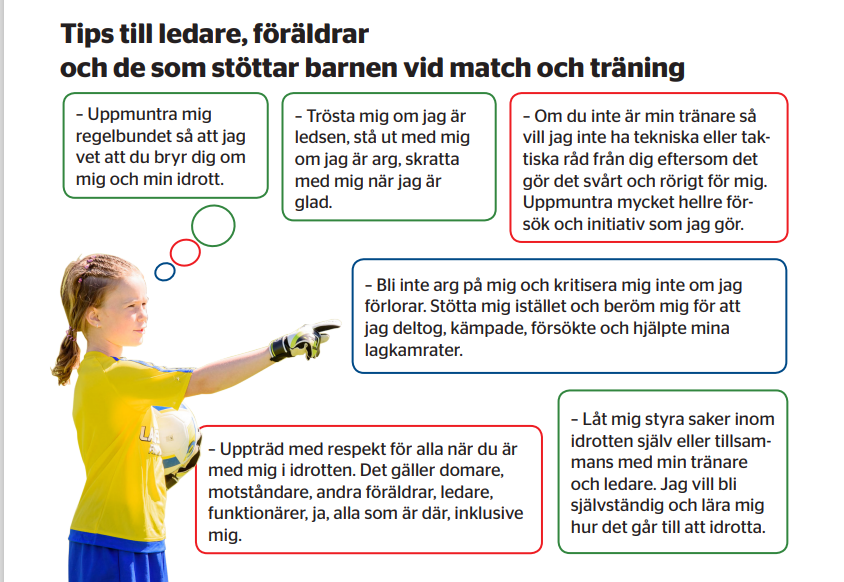 Tips till ledare, föräldrar
och de som stöttar barnen vid match och träning
– Uppmuntra mig
regelbundet så att jag
vet att du bryr dig om
mig och min idrott.
– Trösta mig om jag är
ledsen, stå ut med mig
om jag är arg, skratta
med mig när jag är
glad.
– Om du inte är min tränare så
vill jag inte ha tekniska eller tak-
tiska råd från dig eftersom det
gör det svårt och rörigt för mig.
Uppmuntra mycket hellre för-
sök och initiativ som jag gör.
– Bli inte arg på mig och kritisera mig inte om jag
förlorar. Stötta mig istället och beröm mig för att
jag deltog, kämpade, försökte och hjälpte mina
lagkamrater.
– Låt mig styra saker inom
idrotten själv eller tillsam-
mans med min tränare
och ledare. Jag vill bli
självständig och lära mig
hur det går till att idrotta.
– Uppträd med respekt för alla när du är
med mig i idrotten. Det gäller domare,
motståndare, andra föräldrar, ledare,
funktionärer, ja, alla som är där, inklusive
mig.